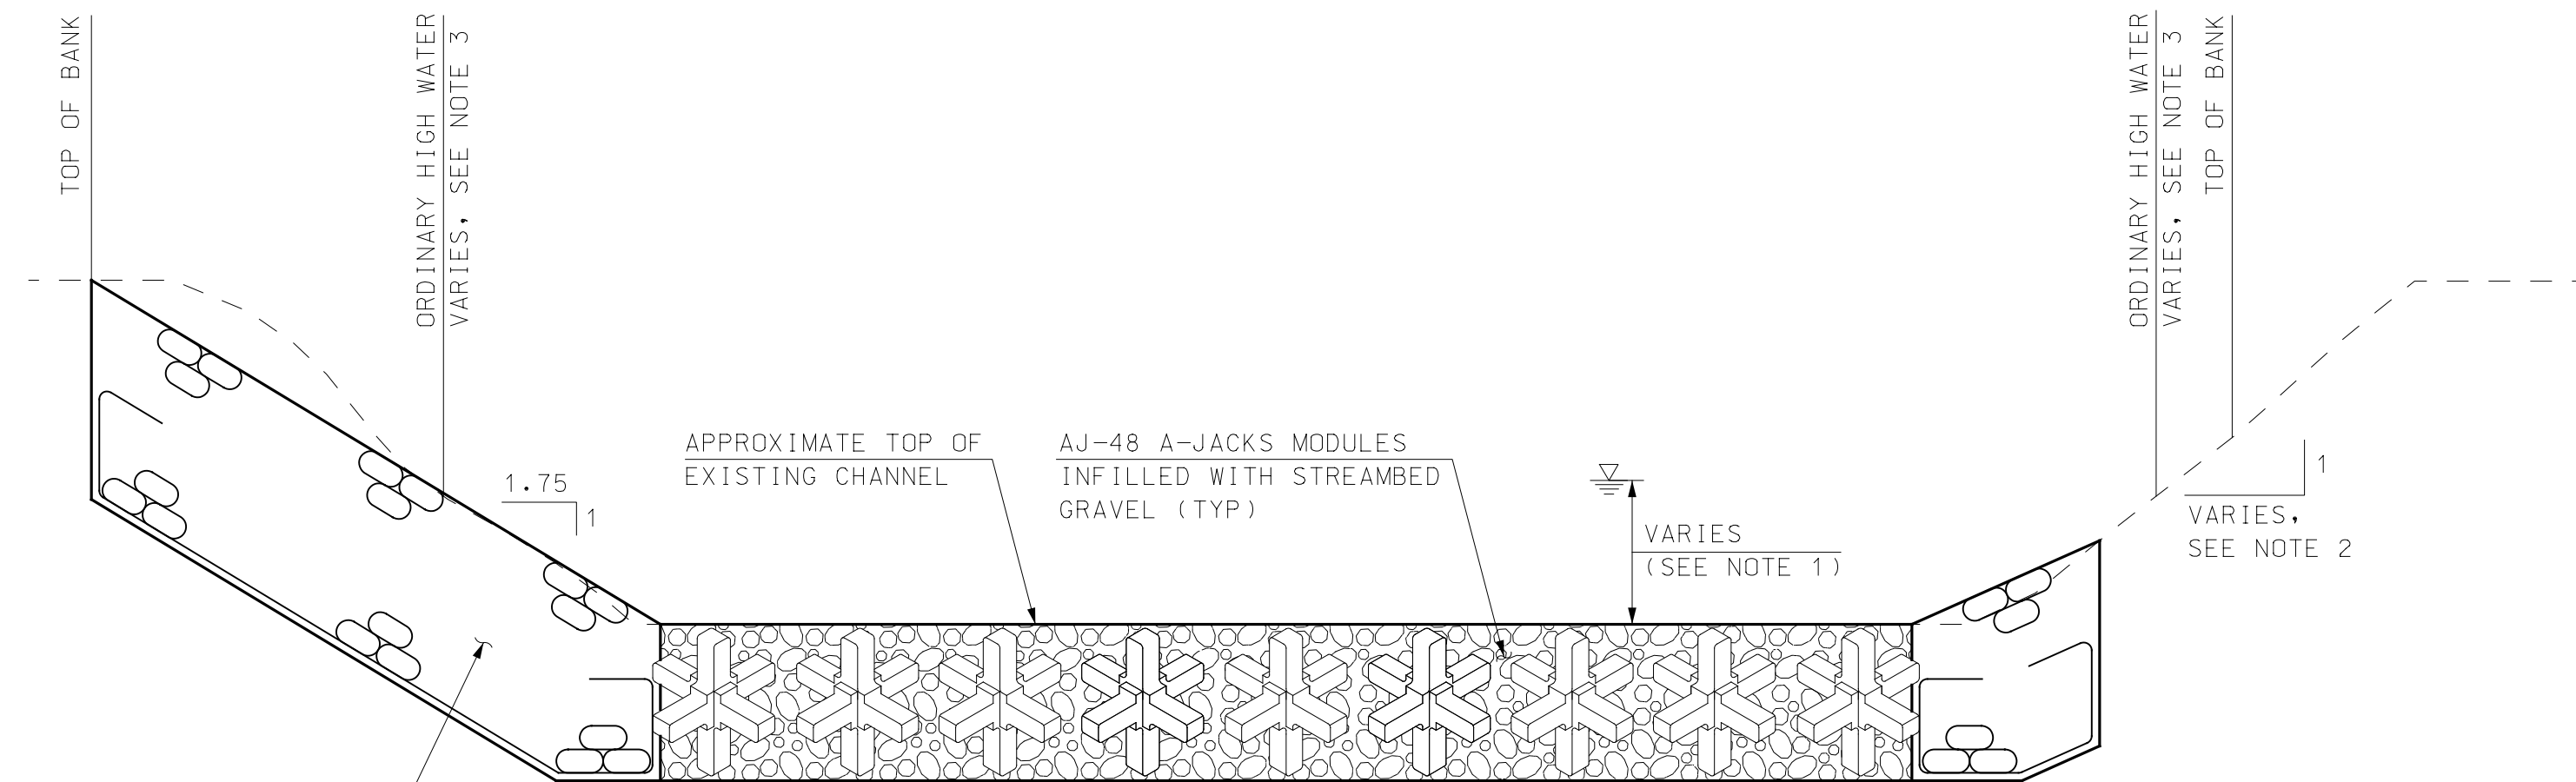 TOP OF BANK
ORDINARY HIGH WATER
VARIES, SEE NOTE 3
ORDINARY HIGH WATER
VARIES, SEE NOTE 3
TOP OF BANK
1.75
1
APPROXIMATE TOP OF
EXISTING CHANNEL
AJ-48 A-JACKS MODULES
INFILLED WITH STREAMBED
GRAVEL (TYP)
VARIES
(SEE NOTE 1)
1
VARIES,
SEE NOTE 2